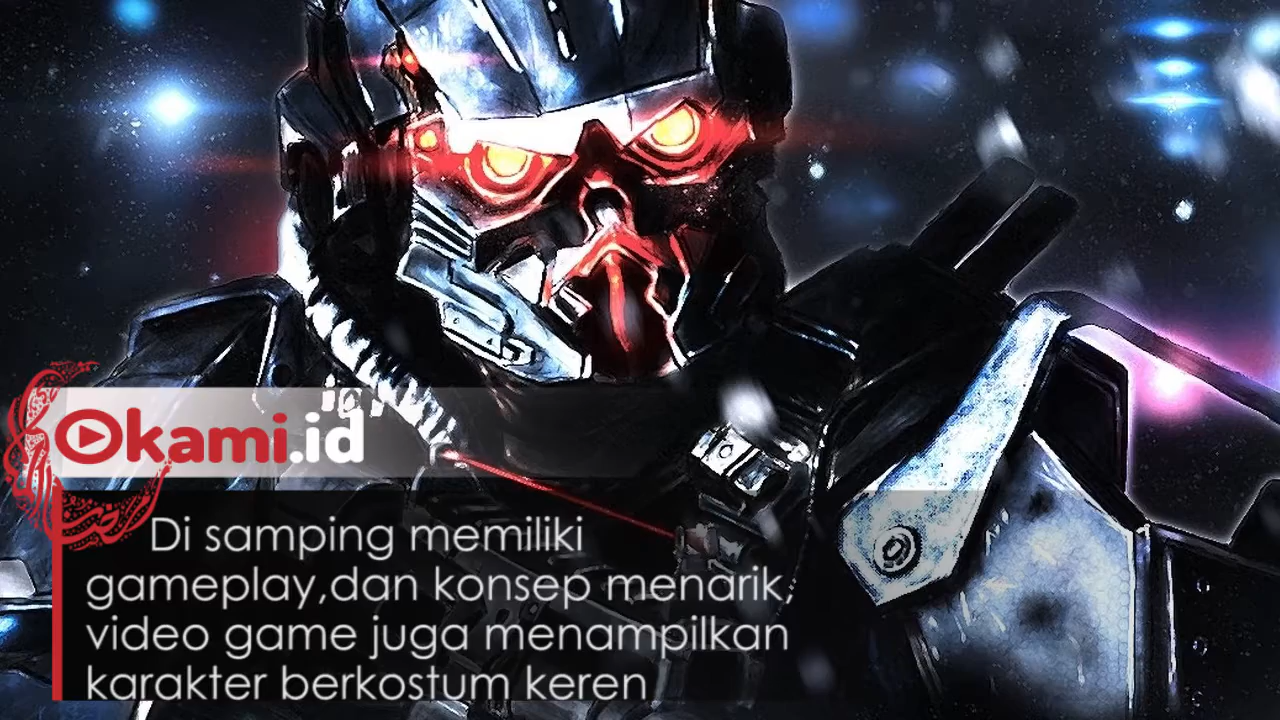 Okami.id
Di samping memiliki
gameplay,dan konsep menarik,
video game juga menampilkan
karakter berkostum keren